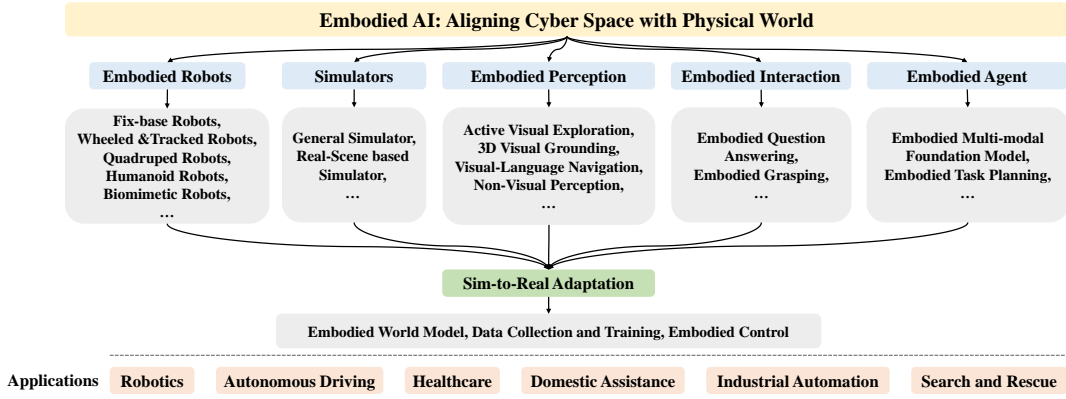 Embodied AI: Aligning Cyber Space with Physical World
Embodied Robots
Simulators
Embodied Perception
Embodied Interaction
Embodied Agent
Fix-base Robots,
Wheeled &Tracked Robots,
Quadruped Robots,
Humanoid Robots,
Biomimetic Robots,
…
General Simulator,
Real-Scene based
Simulator,
…
Active Visual Exploration,
3D Visual Grounding,
Visual-Language Navigation,
Non-Visual Perception,
…
Embodied Question
Answering,
Embodied Grasping,
…
Embodied Multi-modal
Foundation Model,
Embodied Task Planning,
…
Sim-to-Real Adaptation
Embodied World Model, Data Collection and Training, Embodied Control
Applications
Robotics
Autonomous Driving
Healthcare
Domestic Assistance
Industrial Automation
Search and Rescue